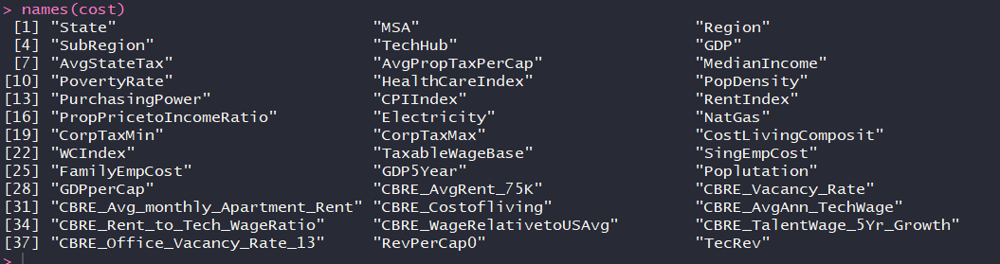 > names(cost)
[1] "State" "MSA" "Region"
[4] "SubRegion" "TechHub" "GDP"
[7] "AvgStateTax" "AvgPropTaxPerCap" "MedianIncome"
[10] "PovertyRate" "HealthCareIndex" "PopDensity"
[13] "PurchasingPower" "CPIIndex" "RentIndex"
[16] "PropPricetoIncomeRatio" "Electricity" "NatGas"
[19] "CorpTaxMin" "CorpTaxMax" "CostLivingComposit"
[22] "WCIndex" "TaxableWageBase" "SingEmpCost"
[25] "FamilyEmpCost" "GDP5Year" "Poplutation"
[28] "GDPperCap" "CBRE_AvgRent_75K" "CBRE_Vacancy_Rate"
[31] "CBRE_Avg_monthly_Apartment_Rent" "CBRE_Costofliving" "CBRE_AvgAnn_TechWage"
[34] "CBRE_Rent_to_Tech_WageRatio" "CBRE_WageRelativetoUSAvg" "CBRE_TalentWage_5Yr_Growth"
[37] "CBRE_Office_Vacancy_Rate_13" "RevPerCap0" "TecRev"
>